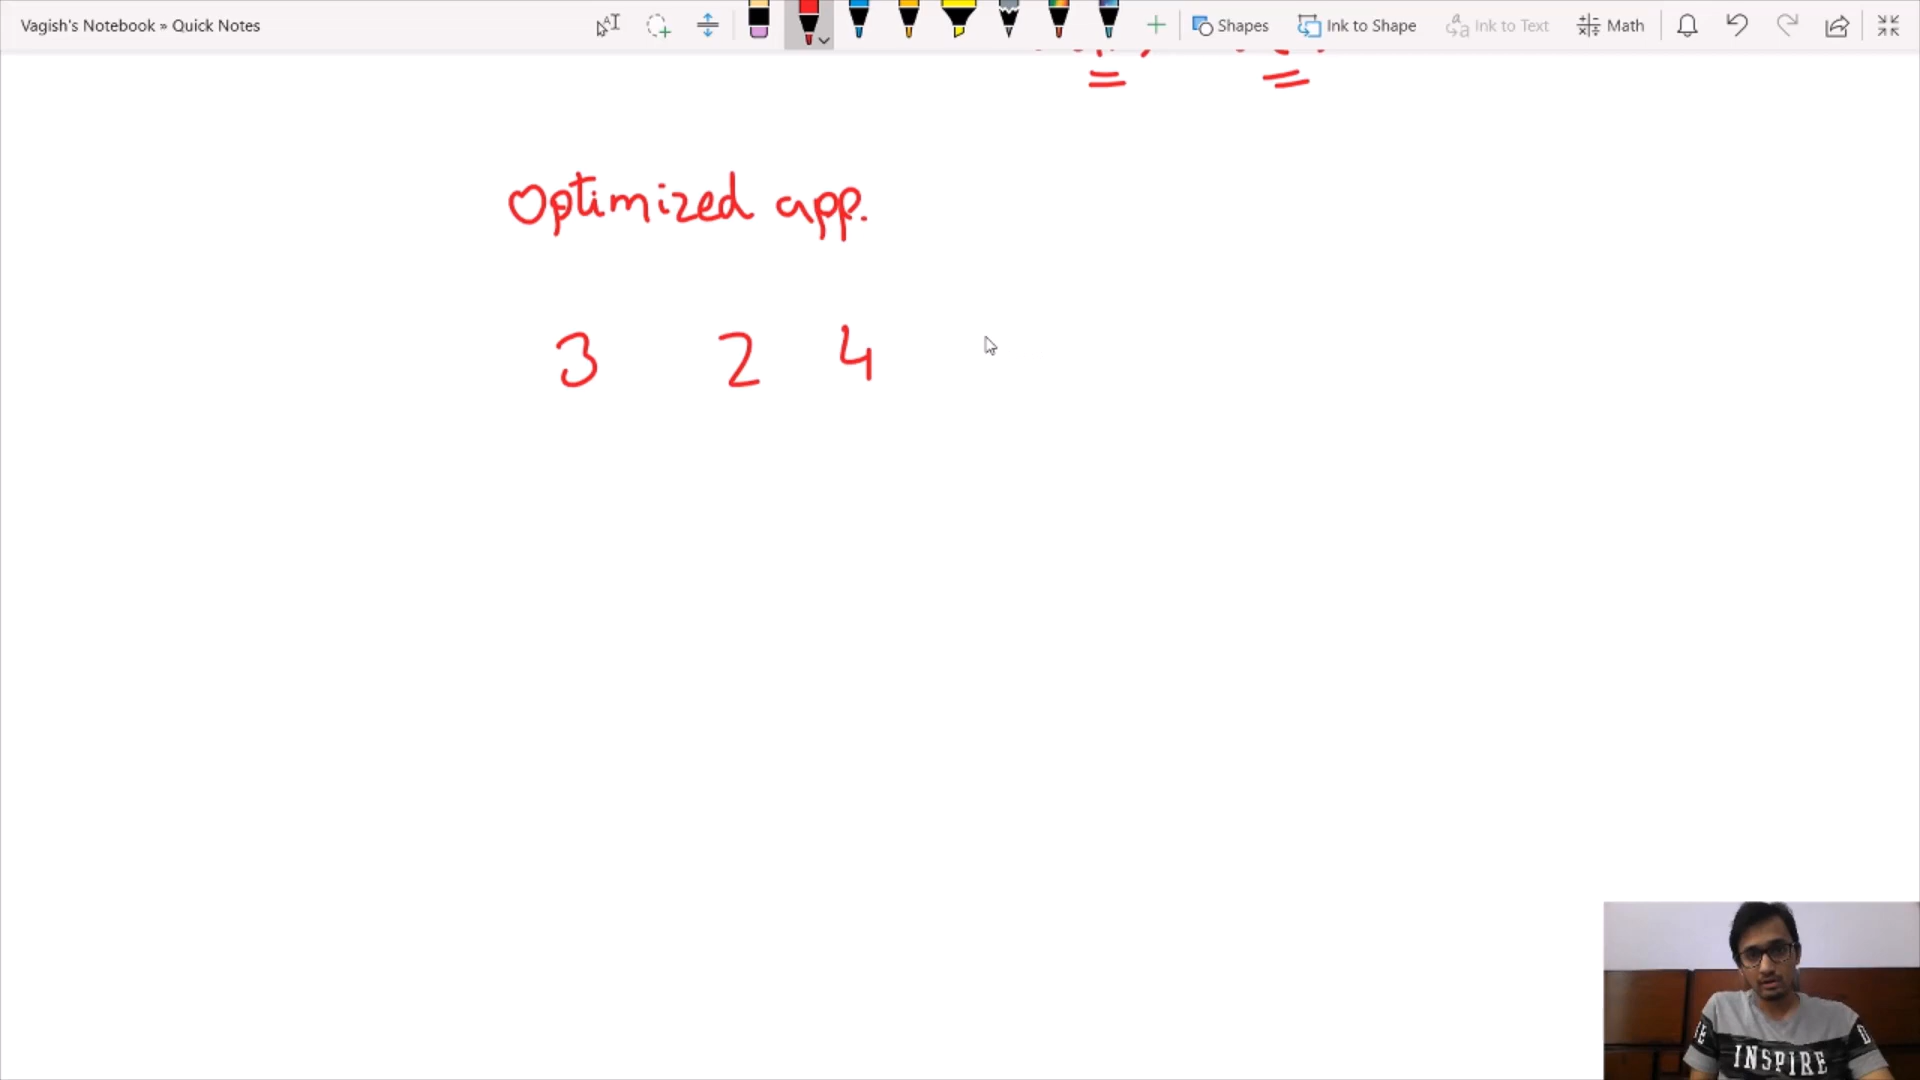 Vagish's Notebook » Quick Notes
Shapes
Ink to Shape
Ink to Text
Math
Optimized app.
3 2 4
INSPIRE